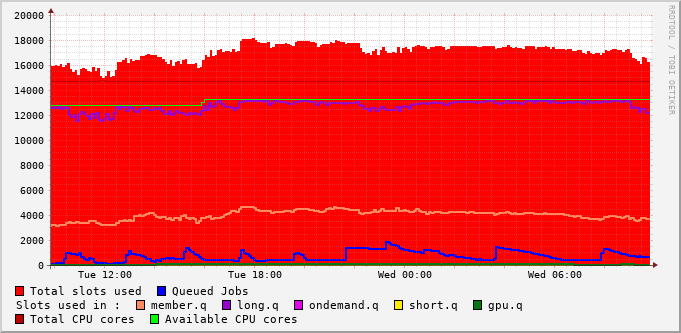 20000
18000
16000
14000
12000
10000
8000
6000
4000
2000
0
Tue 12:00 Tue 18:00 Wed 00:00 Wed 06:00
Total slots used Queued Jobs
Slots used in : member.q long.q ondemand.q short.q gpu.q
Total CPU cores Available CPU cores
RRDTOOL / TOBI OETIKER